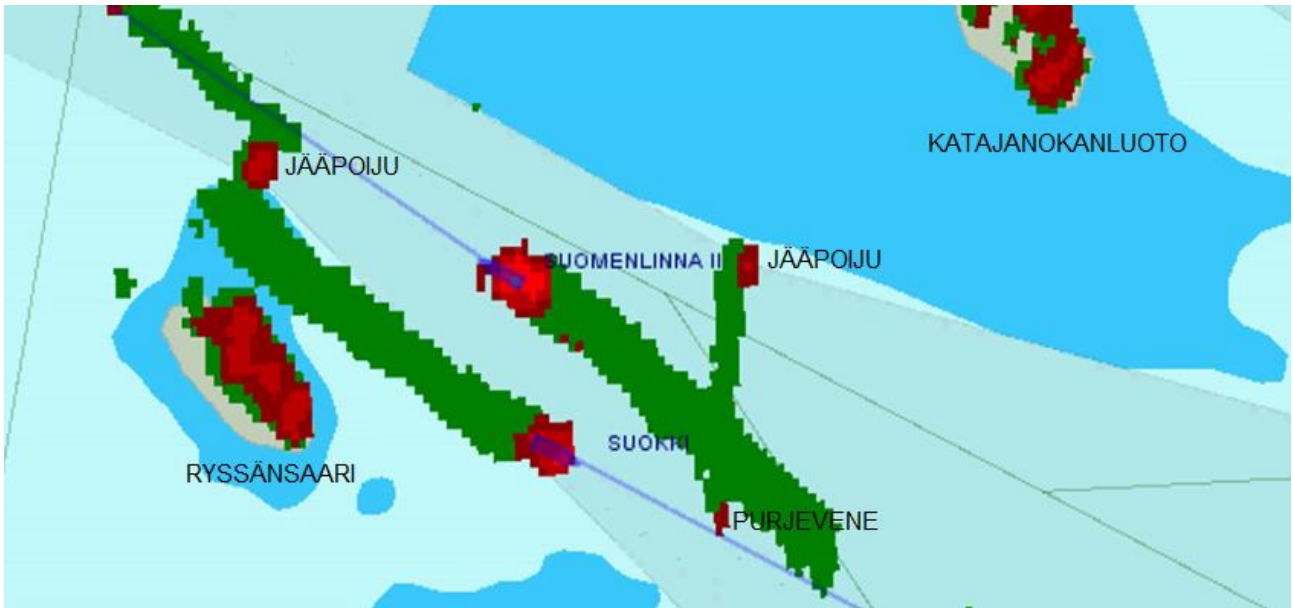 KATAJANOKANLUOTO
JÄÄPOIJU
SUOMENLINNA II
JÄÄPOIJU
SUOKKI
RYSSÄNSAARI
PURJEVENE